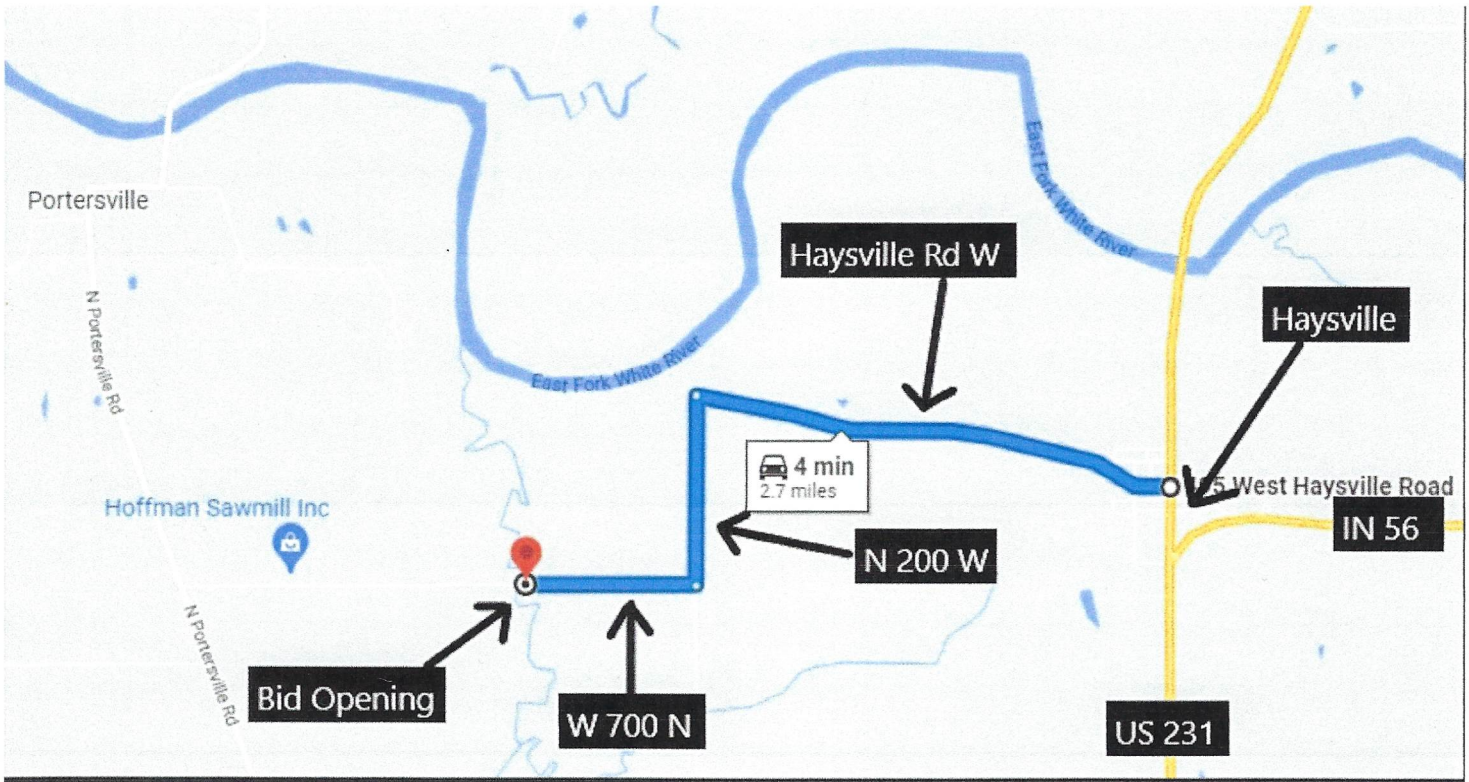 Portersville
East Fork White River
Haysville Rd W
Haysville
N Portersville Rd
East Fork White River
4 min
2.7 miles
5 West Haysville Road
Hoffman Sawmill Inc
IN 56
N 200 W
N Portersville Rd
Bid Opening
W 700 N
US 231